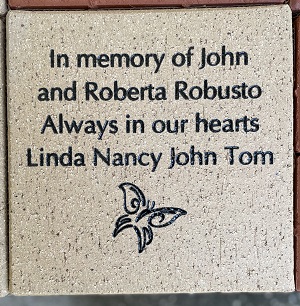 In memory of John
and Roberta Robusto
Always in our hearts
Linda Nancy John Tom